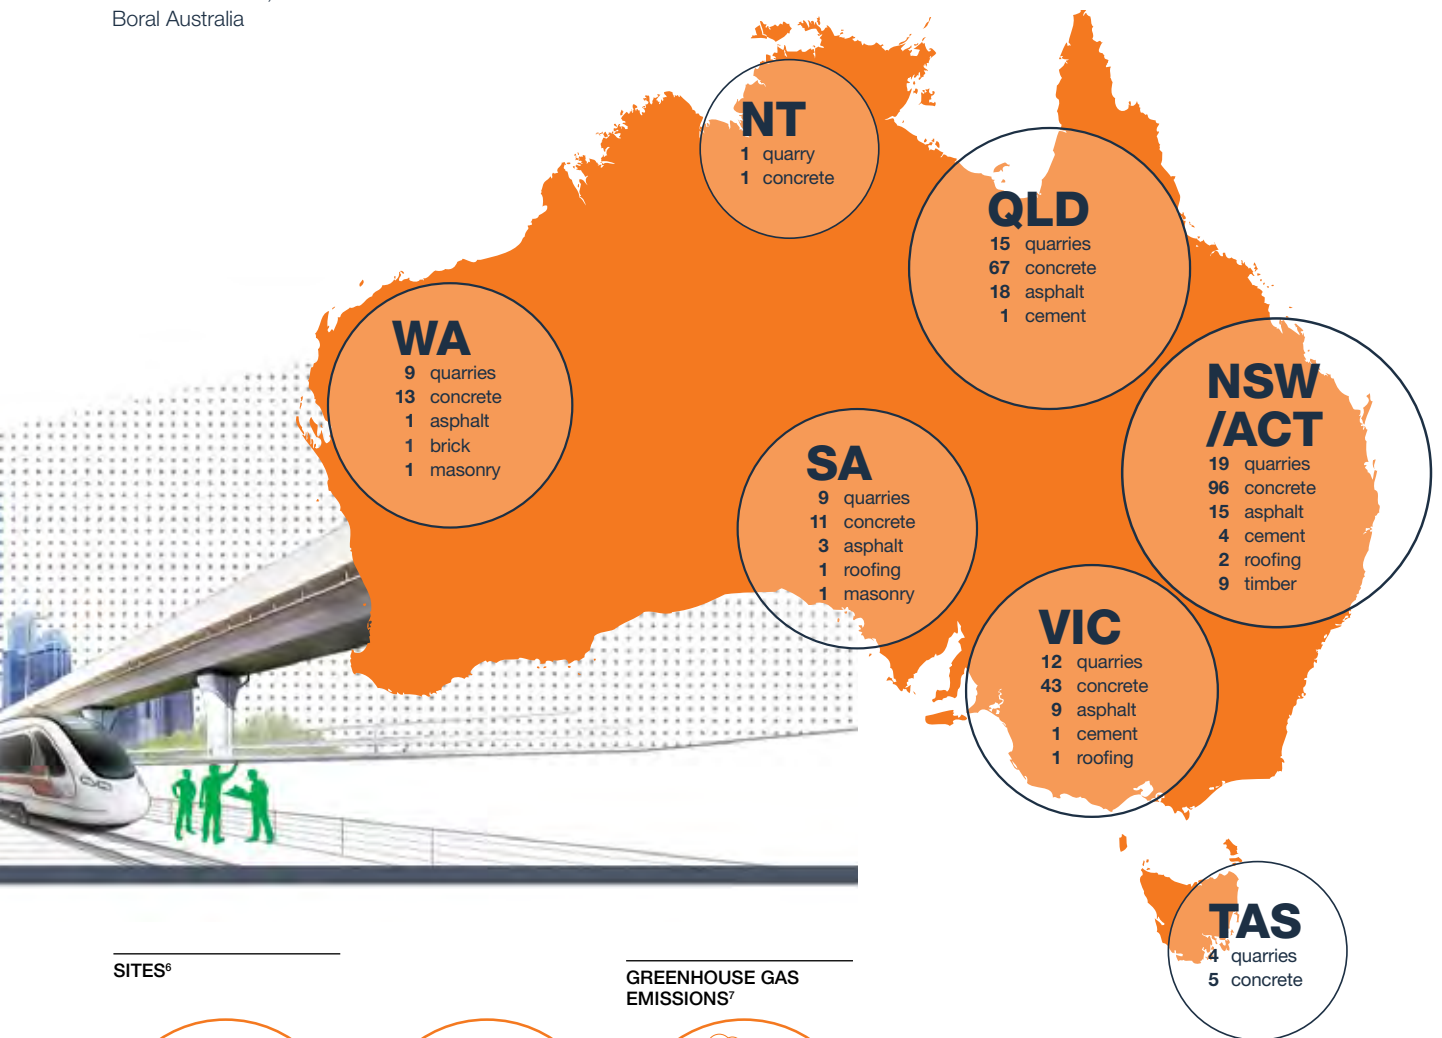 Boral Australia
NT
1 quarry
1 concrete
QLD
15 quarries
67 concrete
18 asphalt
1 cement
WA
9 quarries
13 concrete
1 asphalt
1 brick
1 masonry
NSW
/ACT
19 quarries
96 concrete
15 asphalt
4 cement
2 roofing
9 timber
SA
9 quarries
11 concrete
3 asphalt
1 roofing
1 masonry
VIC
12 quarries
43 concrete
9 asphalt
1 cement
1 roofing
TAS
4 quarries
5 concrete
SITES⁶
GREENHOUSE GAS
EMISSIONS⁷